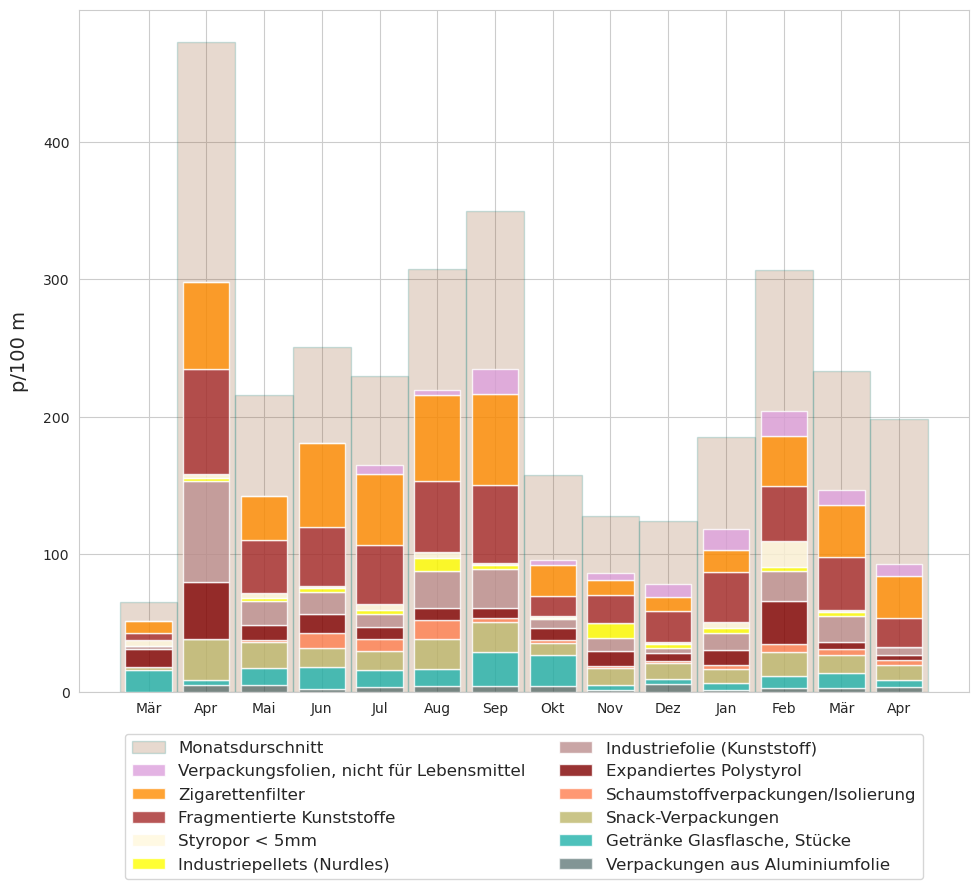 p/100 m
400
300
200
100
0
Mär Apr Mai Jun Jul Aug Sep Okt Nov Dez Jan Feb Mär Apr
Monatsdurschnitt
Verpackungsfolien, nicht für Lebensmittel
Zigarettenfilter
Fragmentierte Kunststoffe
Styropor < 5mm
Industriepellets (Nurdles)
Industriefolie (Kunststoff)
Expandiertes Polystyrol
Schaumstoffverpackungen/Isolierung
Snack-Verpackungen
Getränke Glasflasche, Stücke
Verpackungen aus Aluminiumfolie